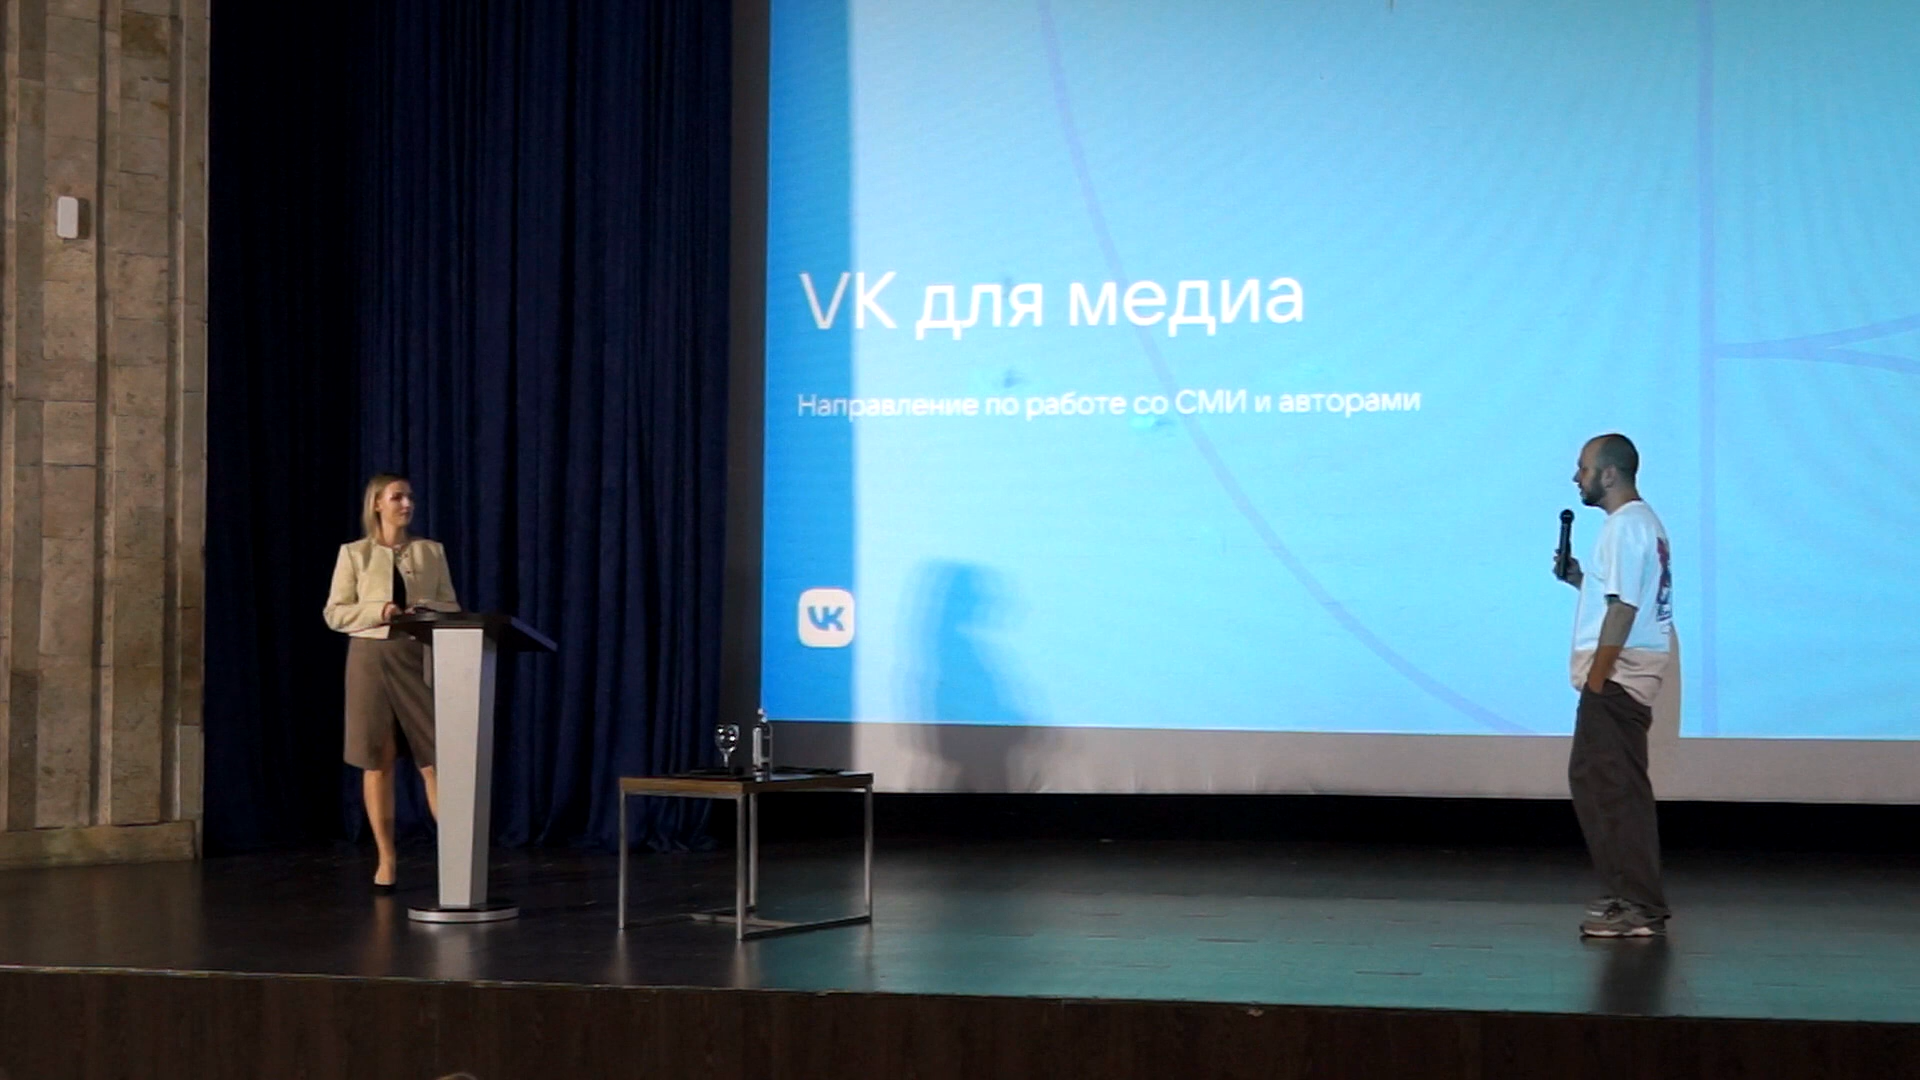 VK для медиа
Направление по работе со СМИ и авторами
VK